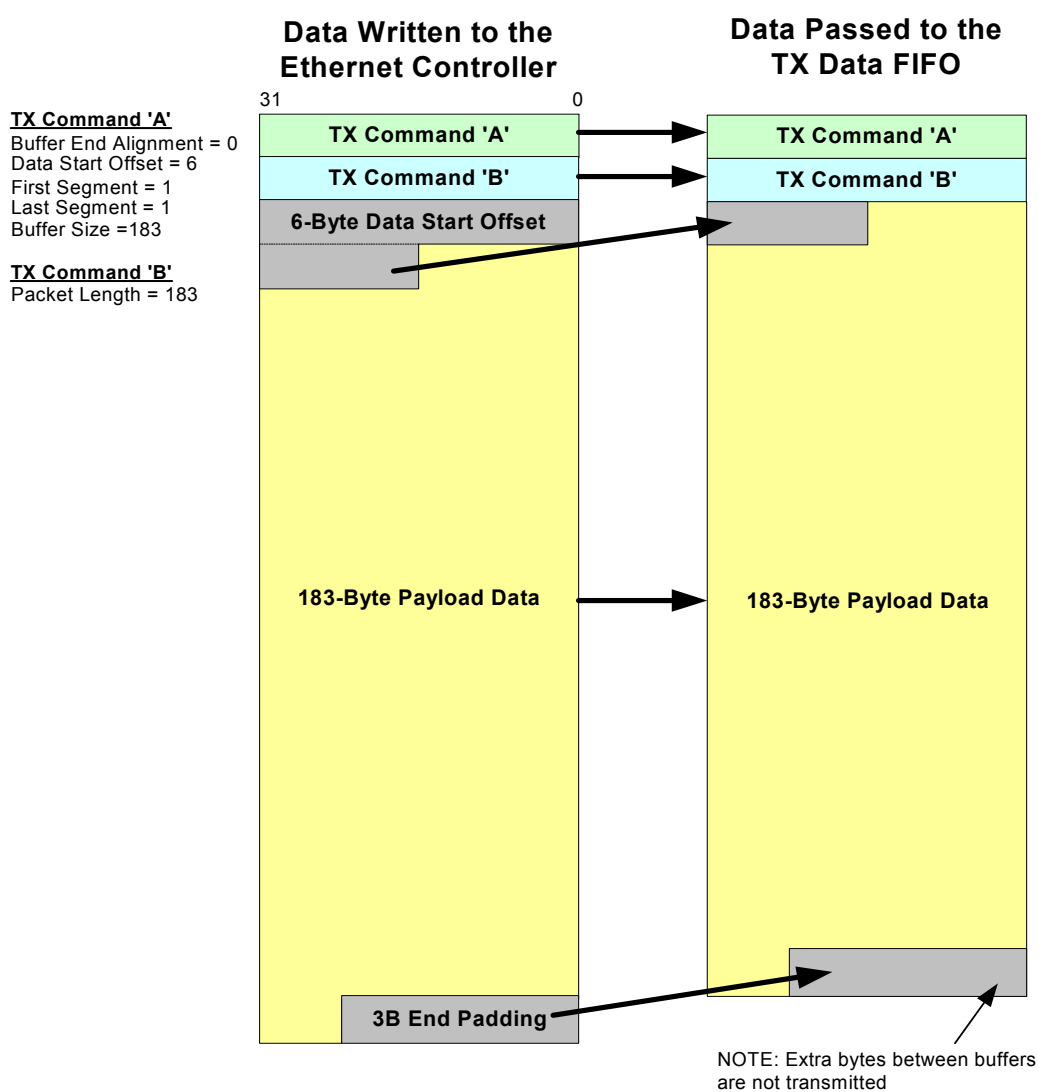 Data Written to the
Ethernet Controller
Data Passed to the
TX Data FIFO
31
0
TX Command 'A'
Buffer End Alignment = 0
Data Start Offset = 6
First Segment = 1
Last Segment = 1
Buffer Size =183
TX Command 'B'
Packet Length = 183
TX Command 'A'
TX Command 'B'
6-Byte Data Start Offset
183-Byte Payload Data
3B End Padding
TX Command 'A'
TX Command 'B'
183-Byte Payload Data
NOTE: Extra bytes between buffers
are not transmitted